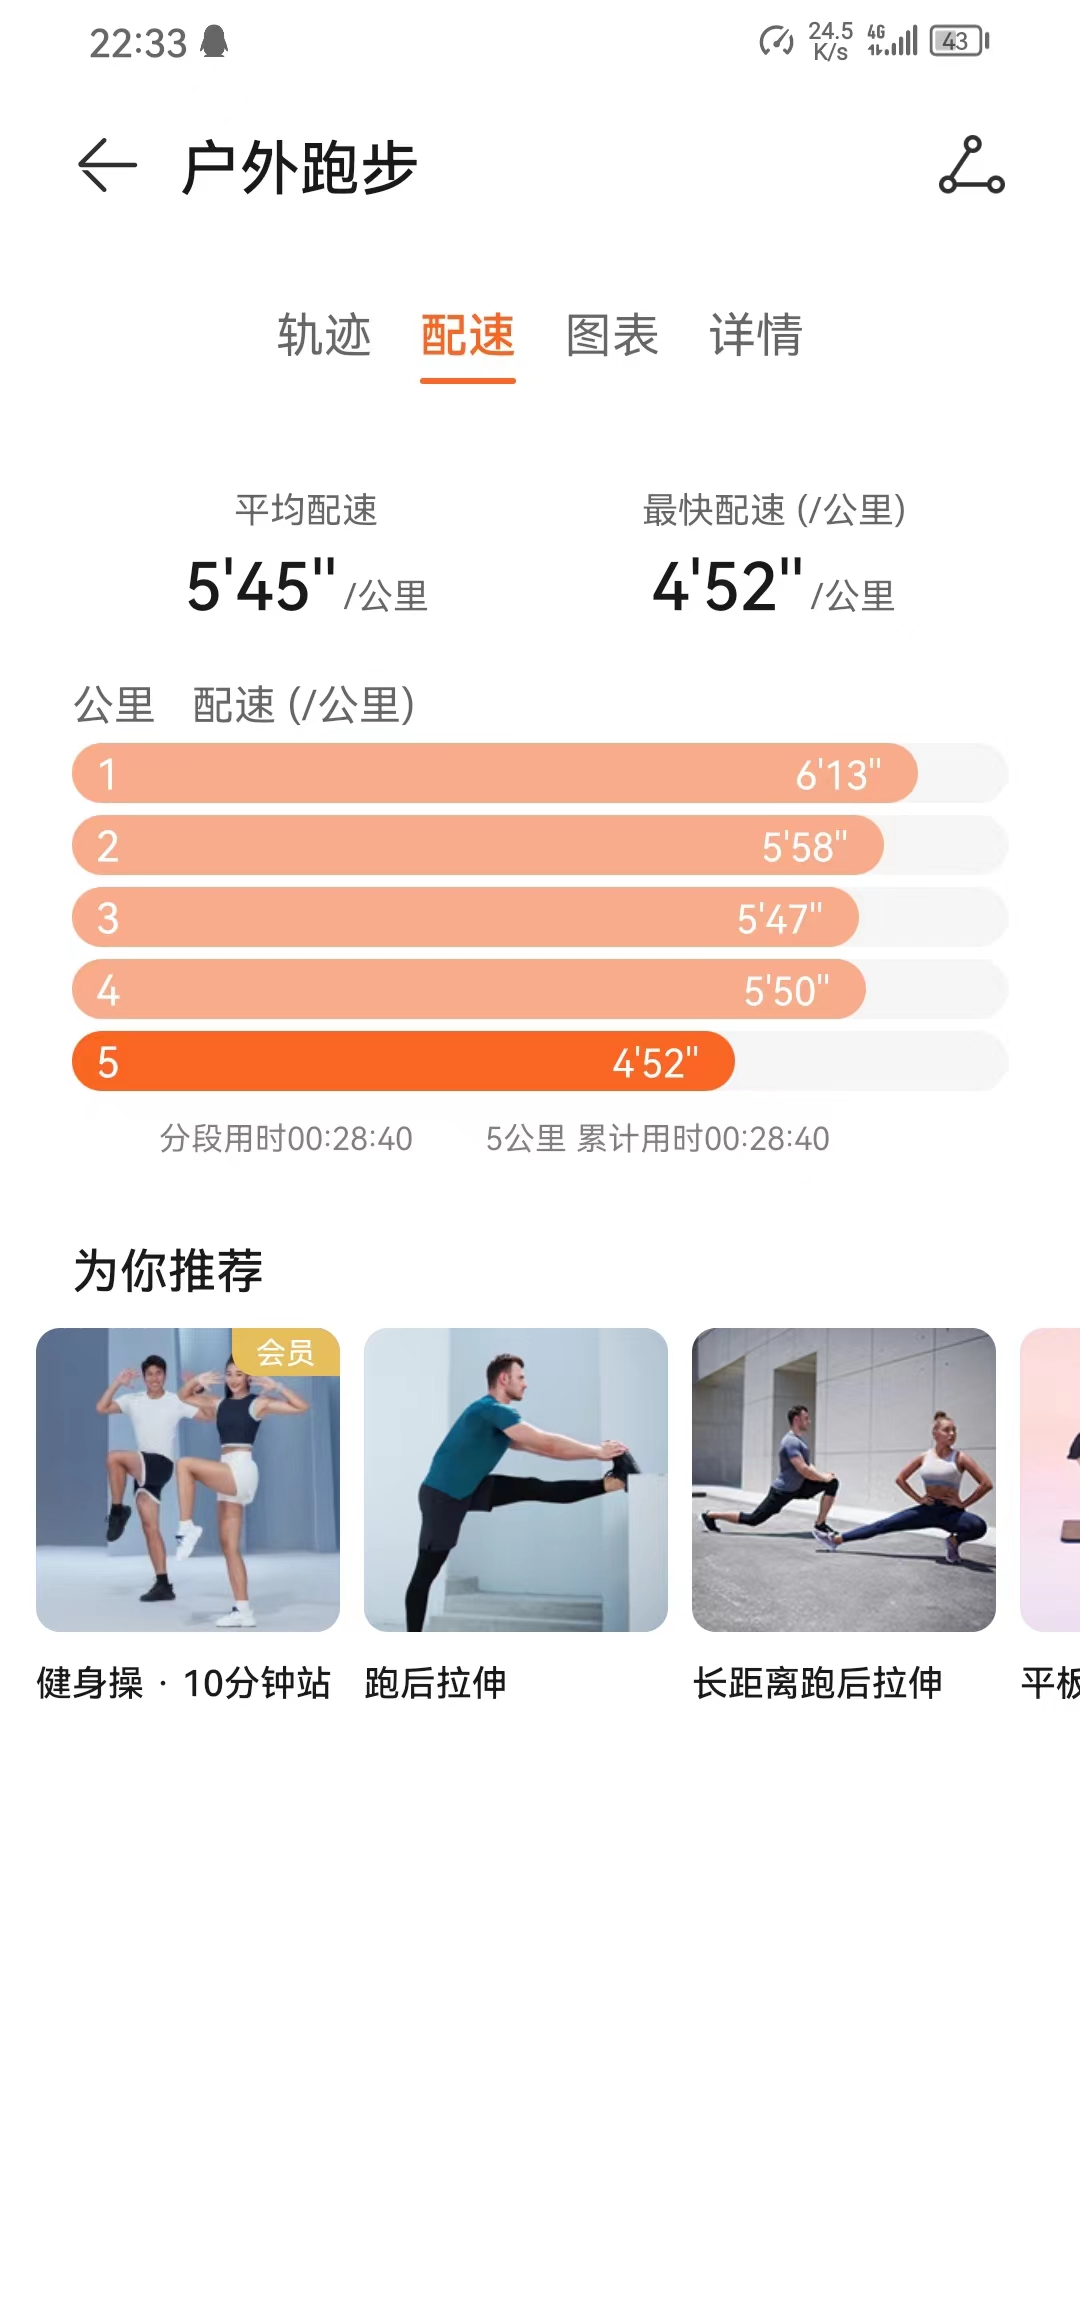 22:33
24.5 K/s 4G 43
户外跑步
轨迹 配速 图表 详情
平均配速 最快配速 (/公里)
5'45" /公里 4'52" /公里
公里 配速 (/公里)
1 6'13"
2 5'58"
3 5'47"
4 5'50"
5 4'52"
分段用时00:28:40 5公里 累计用时00:28:40
为你推荐
会员
健身操 · 10分钟站 跑后拉伸 长距离跑后拉伸 平板